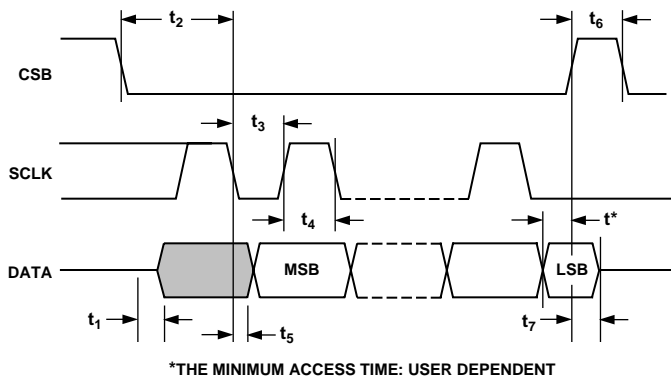 t2
t6
CSB
t3
SCLK
t4
t*
DATA
MSB
LSB
t1
t5
t7
*THE MINIMUM ACCESS TIME: USER DEPENDENT